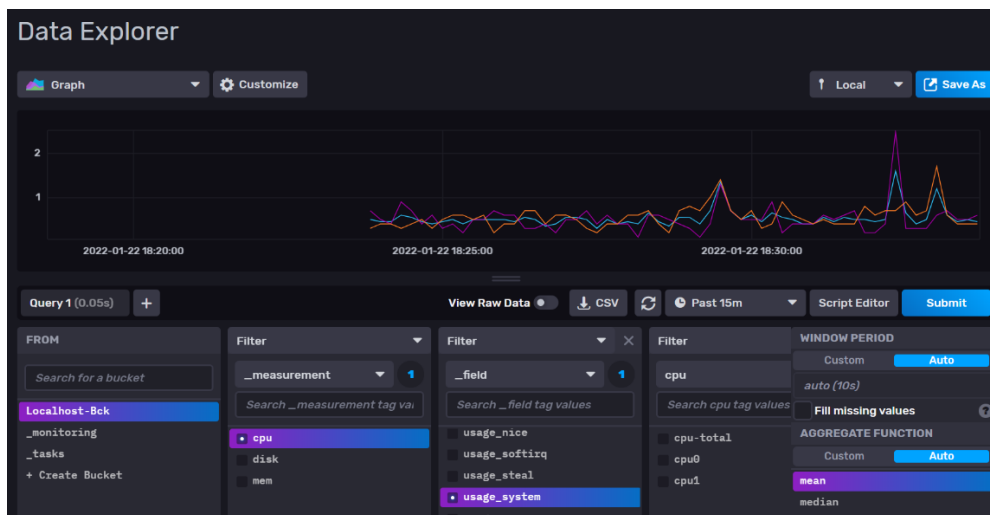 Data Explorer
Graph
Customize
Local
Save As
2
1
2022-01-22 18:20:00
2022-01-22 18:25:00
2022-01-22 18:30:00
Query 1 (0.05s)
+
View Raw Data
CSV
Past 15m
Script Editor
Submit
FROM
Search for a bucket
Localhost-Bck
_monitoring
_tasks
+ Create Bucket
Filter
_measurement
1
Search _measurement tag val
cpu
disk
mem
Filter
_field
1
Search _field tag values
usage_nice
usage_softirq
usage_steal
usage_system
Filter
cpu
Search cpu tag values
cpu-total
cpu0
cpu1
WINDOW PERIOD
Custom
Auto
auto (10s)
Fill missing values
?
AGGREGATE FUNCTION
Custom
Auto
mean
median